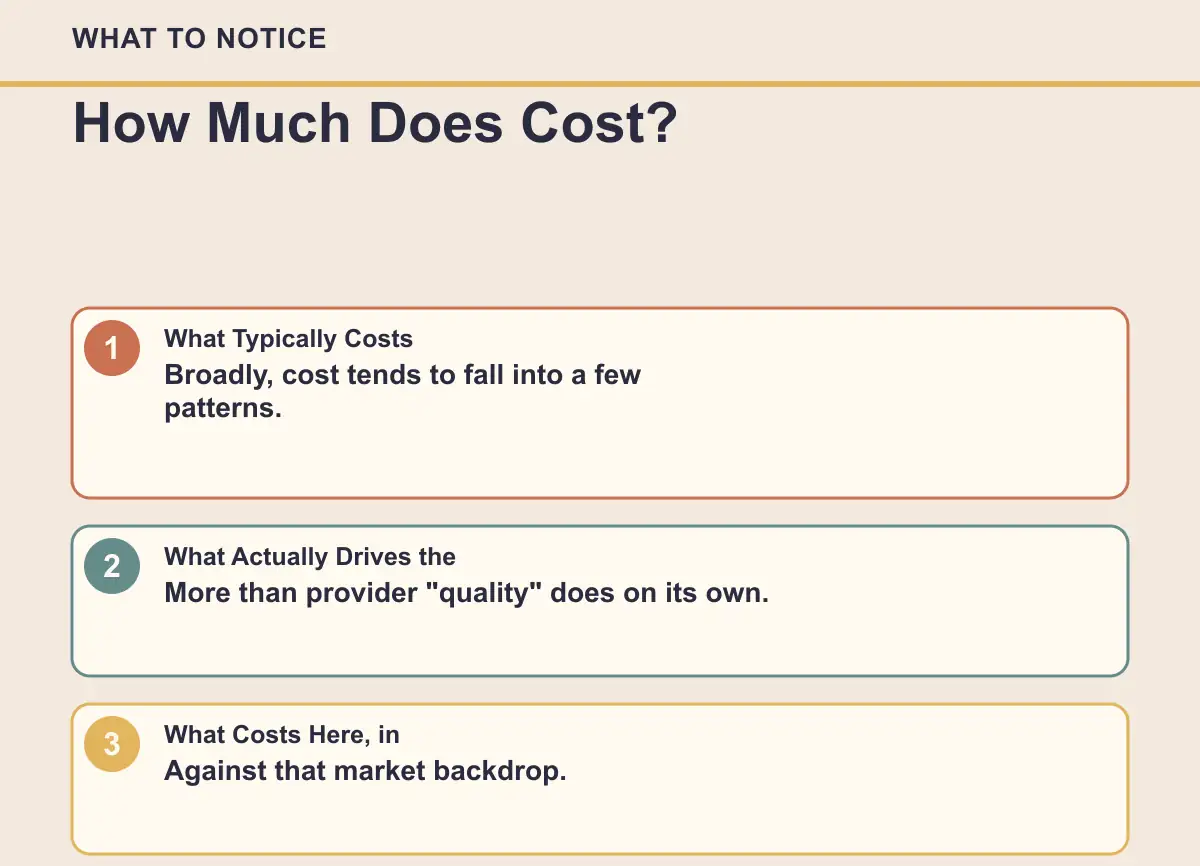 WHAT TO NOTICE
How Much Does Cost?
1
What Typically Costs
Broadly, cost tends to fall into a few
patterns.
2
What Actually Drives the
More than provider "quality" does on its own.
3
What Costs Here, in
Against that market backdrop.